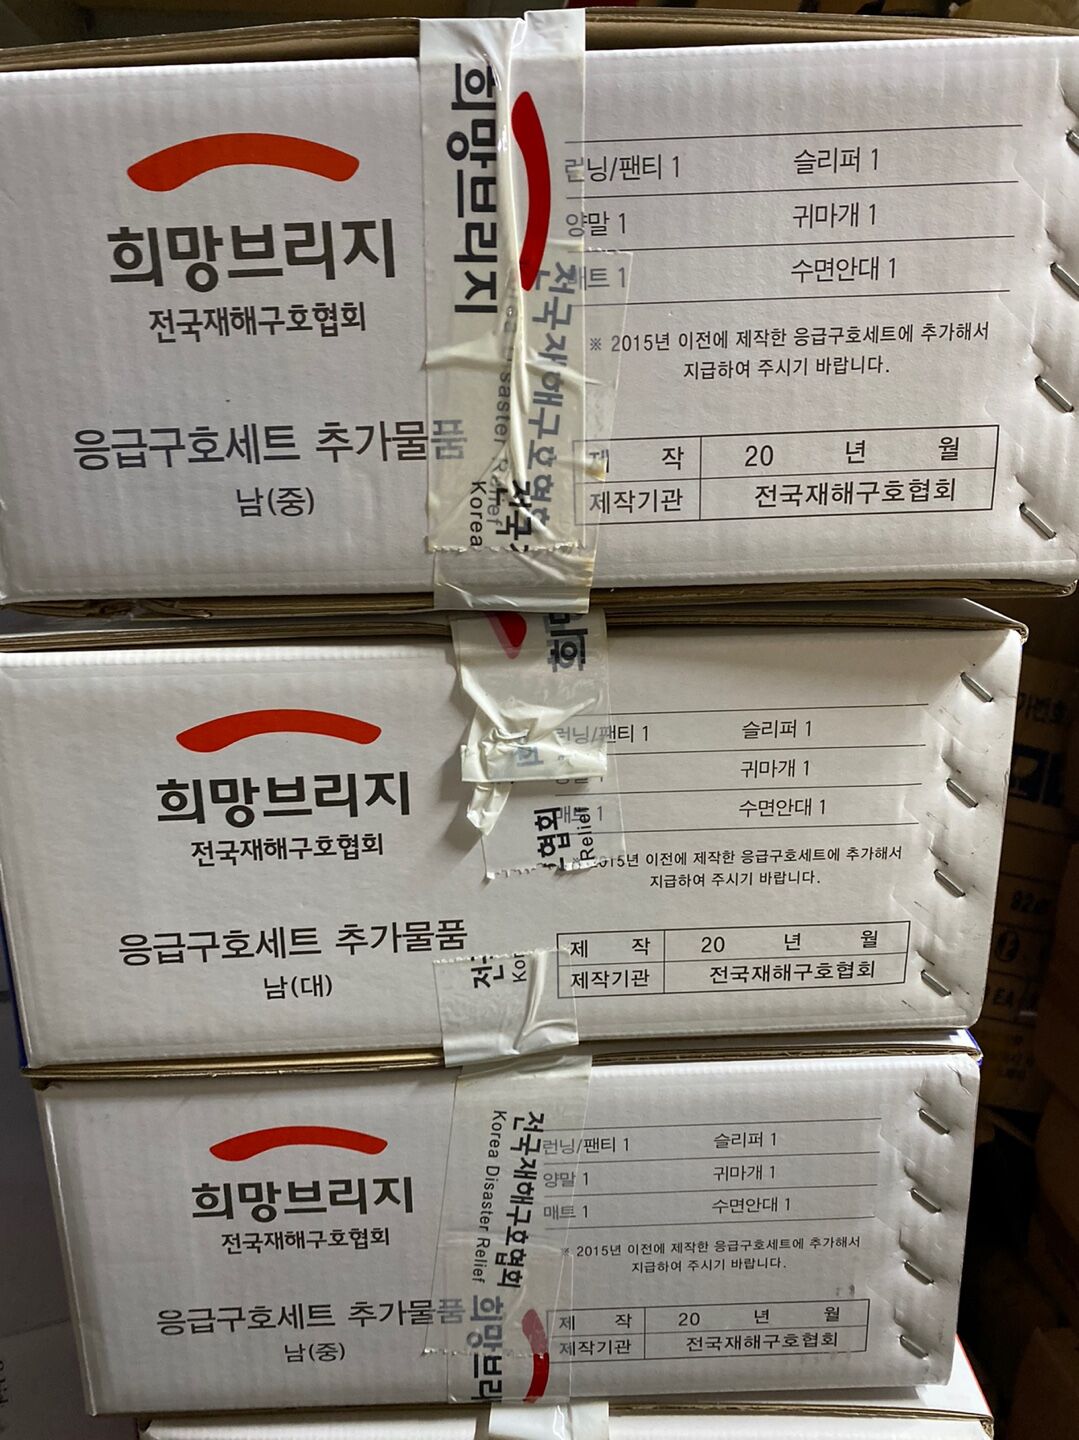 희망브리지
전국재해구호협회
응급구호세트 추가물품
남(중)
희망브리지
전국재해구호협회
Korea Disaster Relief
전국
Korea
런닝/팬티 1 슬리퍼 1
양말 1 귀마개 1
매트 1 수면안대 1
※ 2015년 이전에 제작한 응급구호세트에 추가해서
지급하여 주시기 바랍니다.
제 작 20 년 월
제작기관 전국재해구호협회
희망브리지
전국재해구호협회
응급구호세트 추가물품
남(대)
협회
Relief
런닝/팬티 1 슬리퍼 1
양말 1 귀마개 1
매트 1 수면안대 1
※ 2015년 이전에 제작한 응급구호세트에 추가해서
지급하여 주시기 바랍니다.
제 작 20 년 월
제작기관 전국재해구호협회
희망브리지
전국재해구호협회
응급구호세트 추가물품
남(중)
전국재해구호협회
Korea Disaster Relief
희망브리
런닝/팬티 1 슬리퍼 1
양말 1 귀마개 1
매트 1 수면안대 1
※ 2015년 이전에 제작한 응급구호세트에 추가해서
지급하여 주시기 바랍니다.
제 작 20 년 월
제작기관 전국재해구호협회